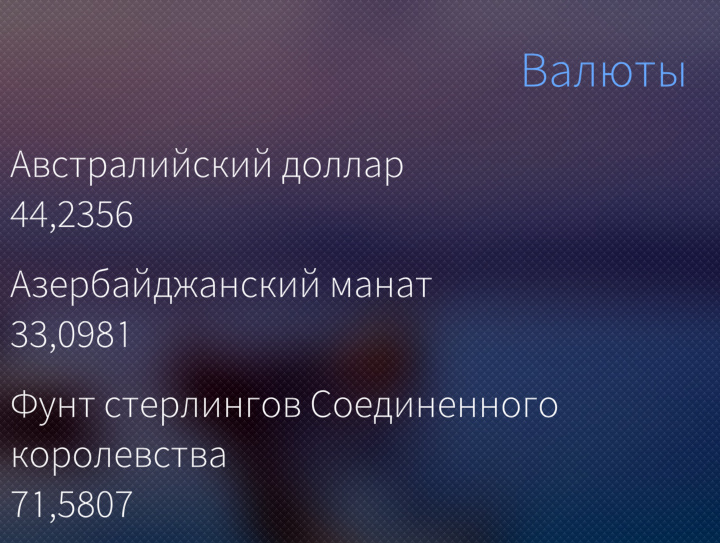 Валюты
Австралийский доллар
44,2356
Азербайджанский манат
33,0981
Фунт стерлингов Соединенного
королевства
71,5807